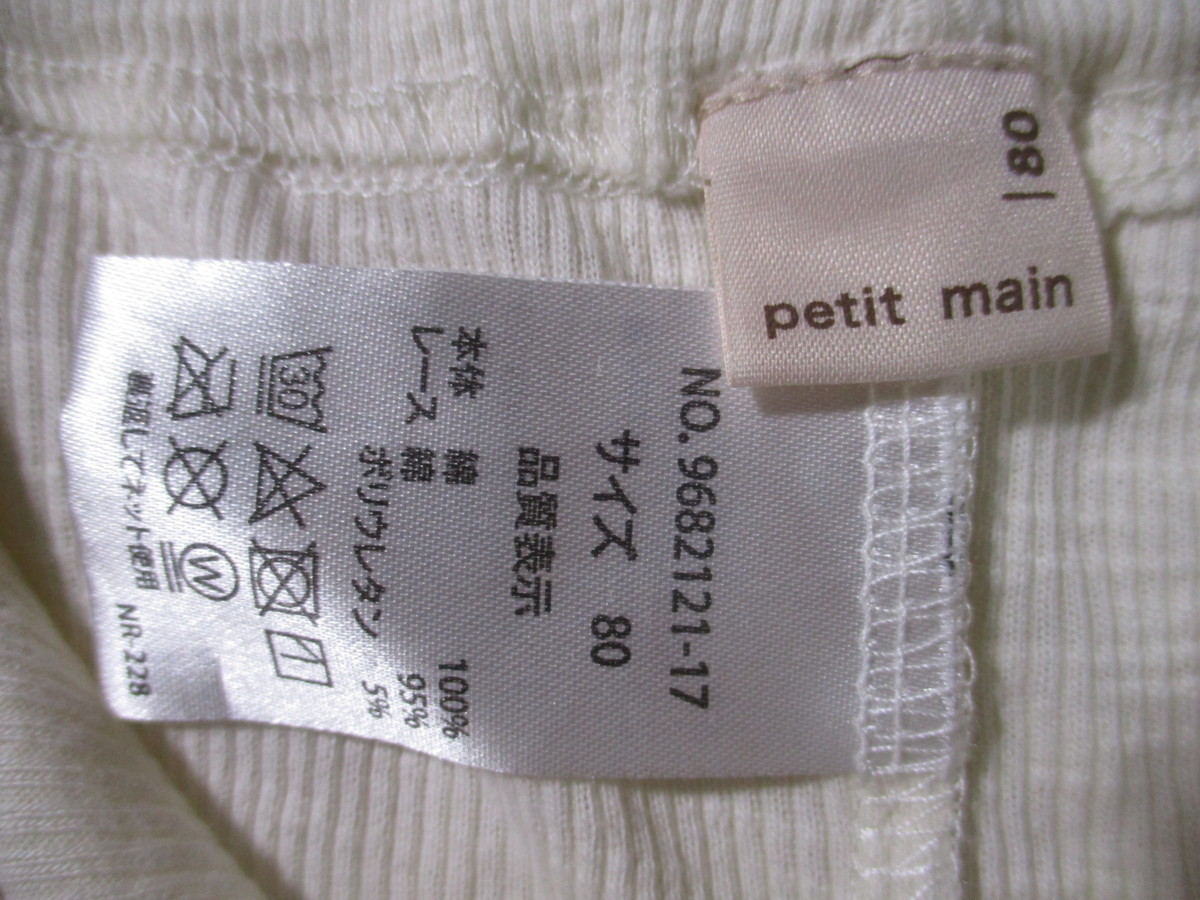 petit main
80
NO.9682121-17
サイズ 80
品質表示
本体 綿 100%
レース 綿 95%
ポリウレタン 5%
30
W
裏返してネット使用 NR-228